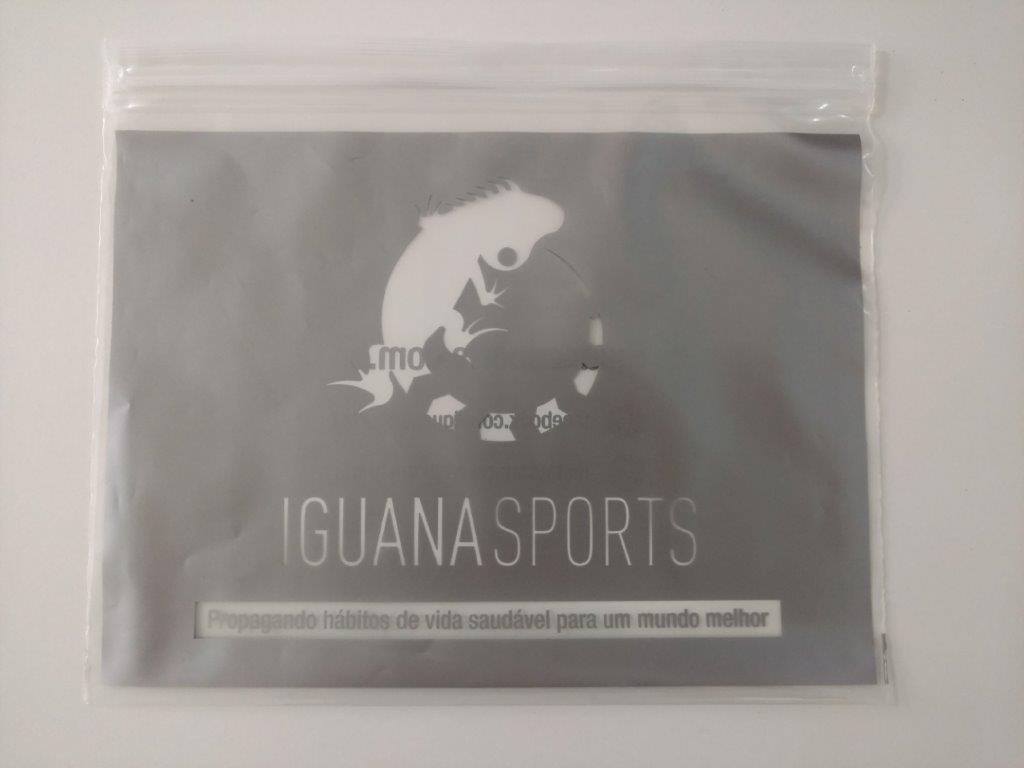 IGUANASPORTS
Propagando hábitos de vida saudável para um mundo melhor